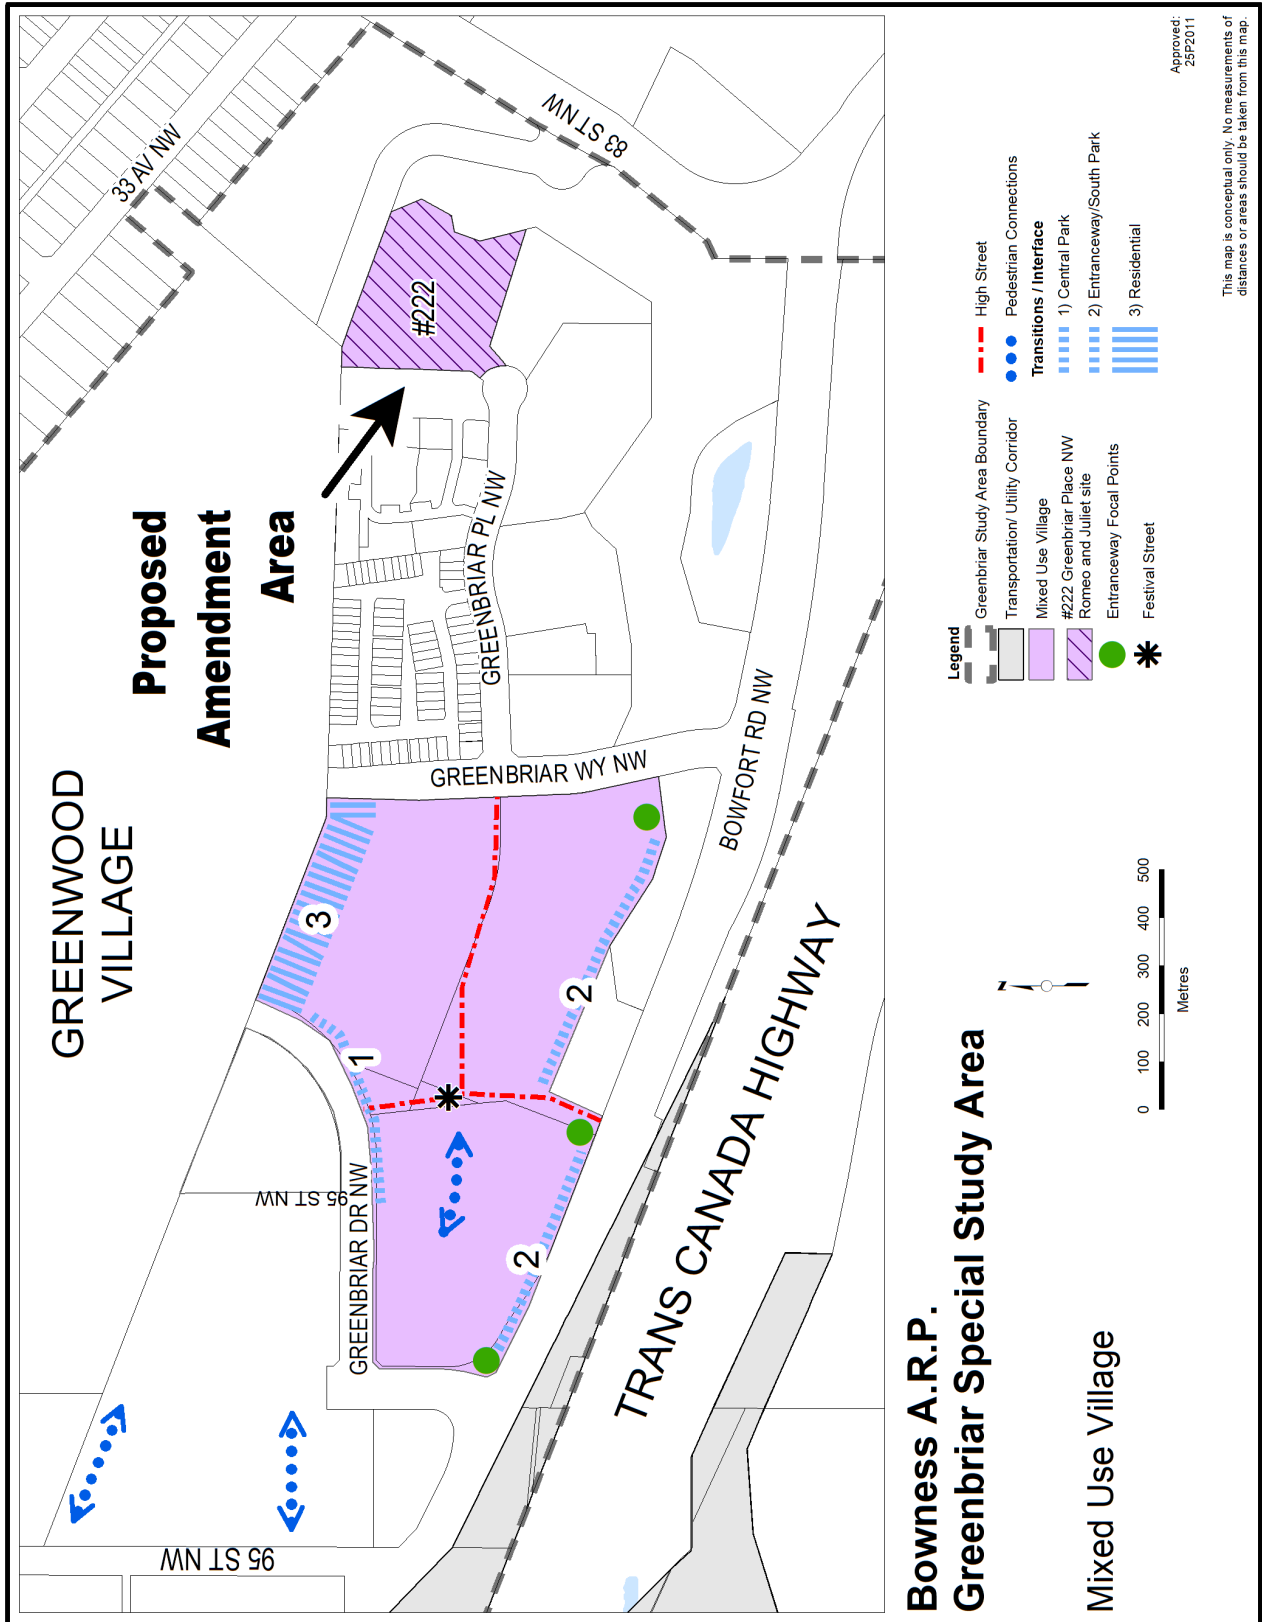 GREENWOOD
VILLAGE
Proposed
Amendment
Area
33 AV NW
83 ST NW
#222
GREENBRIAR PL NW
GREENBRIAR WY NW
BOWFORT RD NW
3
1
2
2
GREENBRIAR DR NW
95 ST NW
95 ST NW
TRANS CANADA HIGHWAY
Bowness A.R.P.
Greenbriar Special Study Area
Mixed Use Village
N
0 100 200 300 400 500
Metres
Legend
Greenbriar Study Area Boundary
Transportation/ Utility Corridor
Mixed Use Village
#222 Greenbriar Place NW
Romeo and Juliet site
Entranceway Focal Points
Festival Street
High Street
Pedestrian Connections
Transitions / Interface
1) Central Park
2) Entranceway/South Park
3) Residential
Approved:
25P2011
This map is conceptual only. No measurements of
distances or areas should be taken from this map.